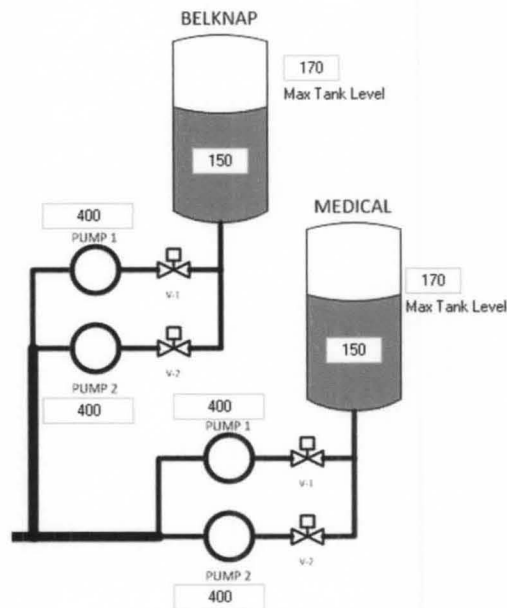 BELKNAP
170
Max Tank Level
150
400
PUMP 1
V-1
V-2
PUMP 2
400
MEDICAL
170
Max Tank Level
150
400
PUMP 1
V-1
V-2
PUMP 2
400